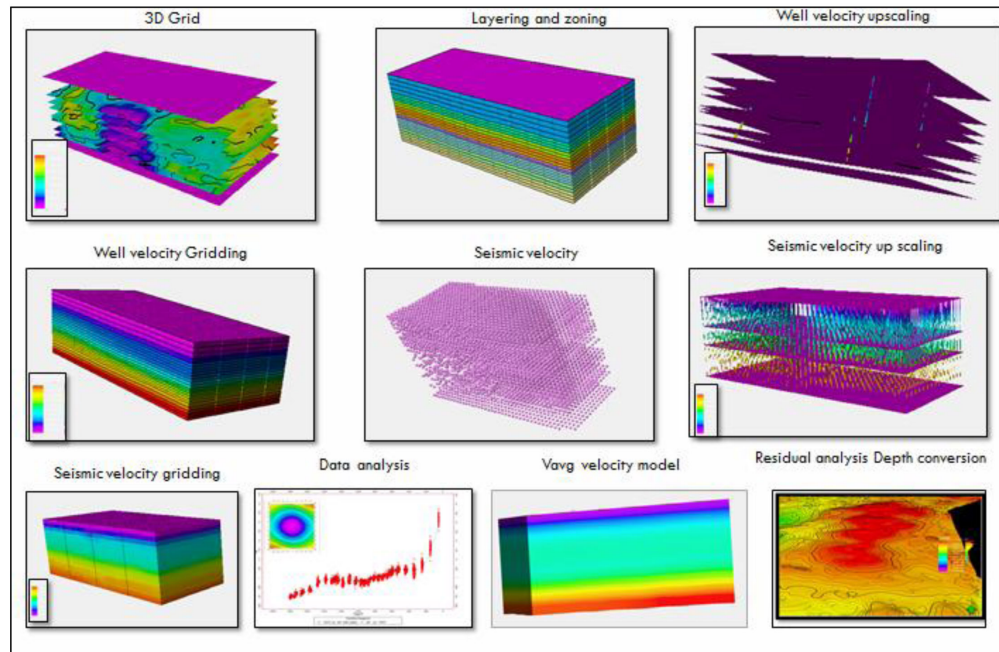 3D Grid
Layering and zoning
Well velocity upscaling
Well velocity Gridding
Seismic velocity
Seismic velocity up scaling
Seismic velocity gridding
Data analysis
Vavg velocity model
Residual analysis Depth conversion